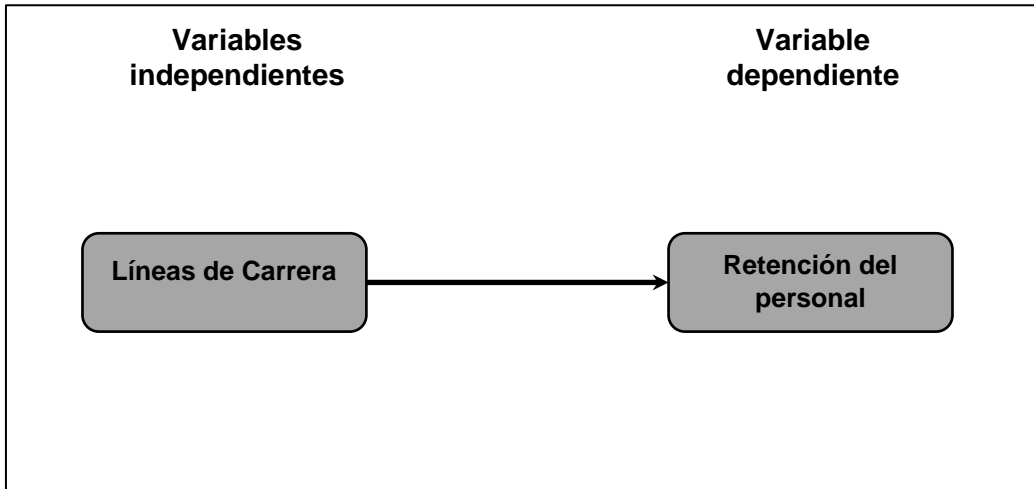 Variables
independientes
Variable
dependiente
Líneas de Carrera
Retención del
personal